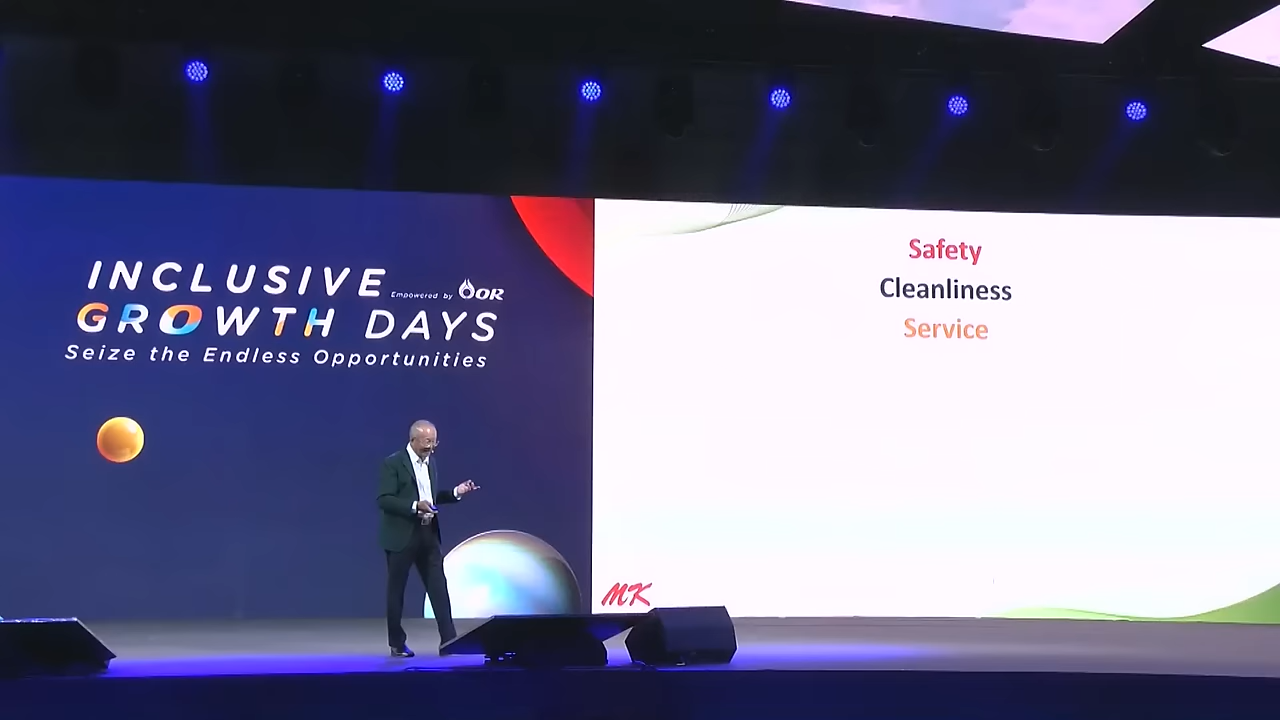 INCLUSIVE
Empowered by OR
GROWTH DAYS
Seize the Endless Opportunities
Safety
Cleanliness
Service
MK